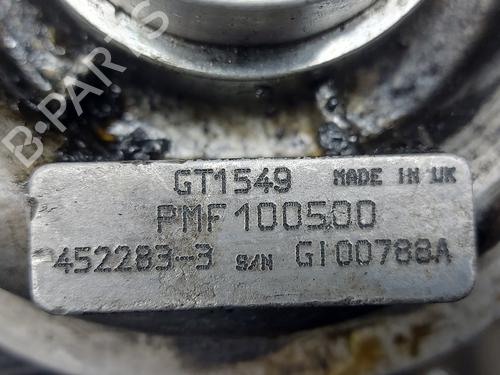 B-PARTS
GT1549 MADE IN UK
PMF100500
452283-3 S/N GI00788A